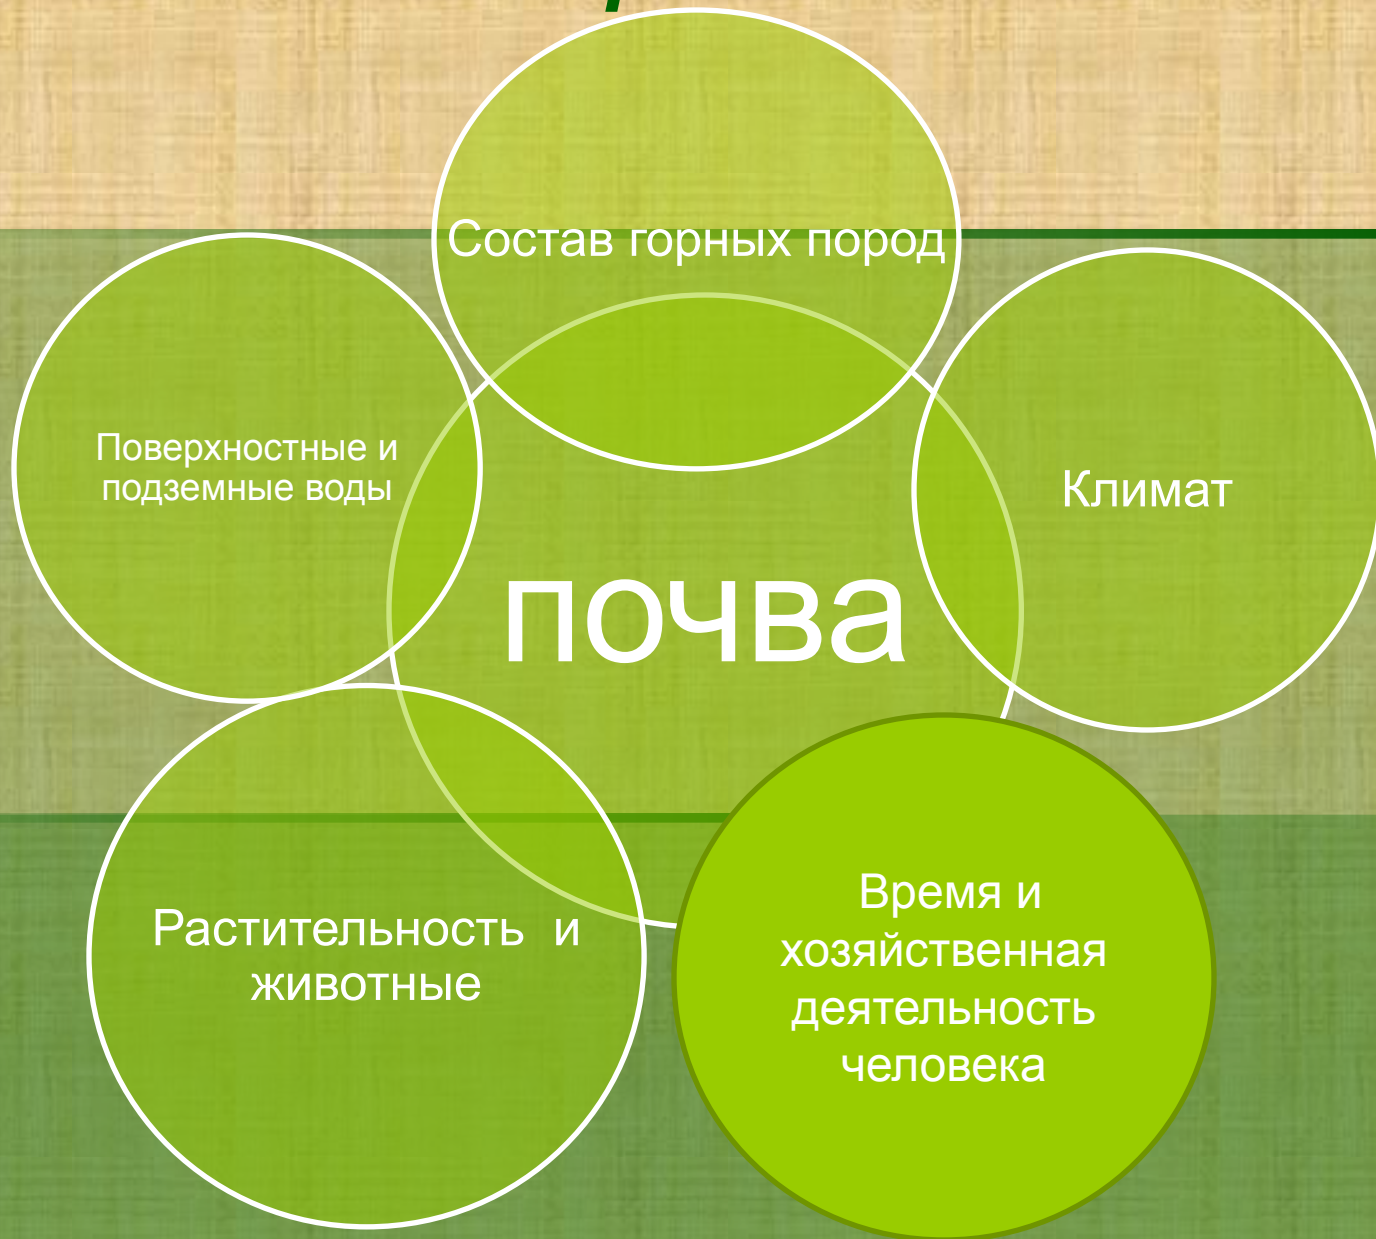 Состав горных пород
Поверхностные и
подземные воды
Климат
почва
Растительность и
животные
Время и
хозяйственная
деятельность
человека